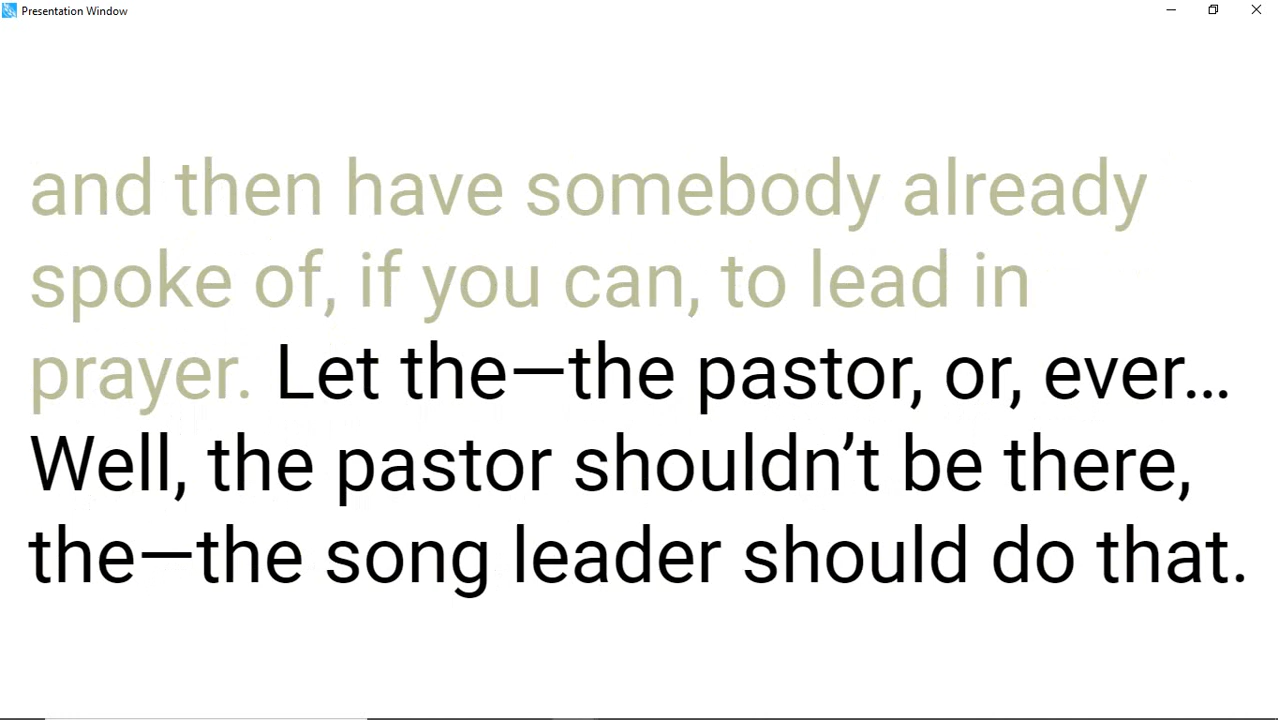 Presentation Window
and then have somebody already
spoke of, if you can, to lead in
prayer. Let the—the pastor, or, ever…
Well, the pastor shouldn’t be there,
the—the song leader should do that.